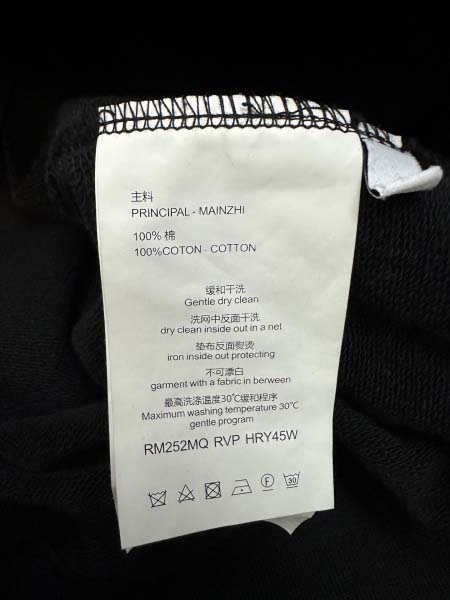 主料
PRINCIPAL - MAINZHI
100% 棉
100%COTON - COTTON
缓和干洗
Gentle dry clean
洗网中反面干洗
dry clean inside out in a net
垫布反面熨烫
iron inside out protecting
不可漂白
garment with a fabric in berween
最高洗涤温度30℃缓和程序
Maximum washing temperature 30℃
gentle program
RM252MQ RVP HRY45W
F
30